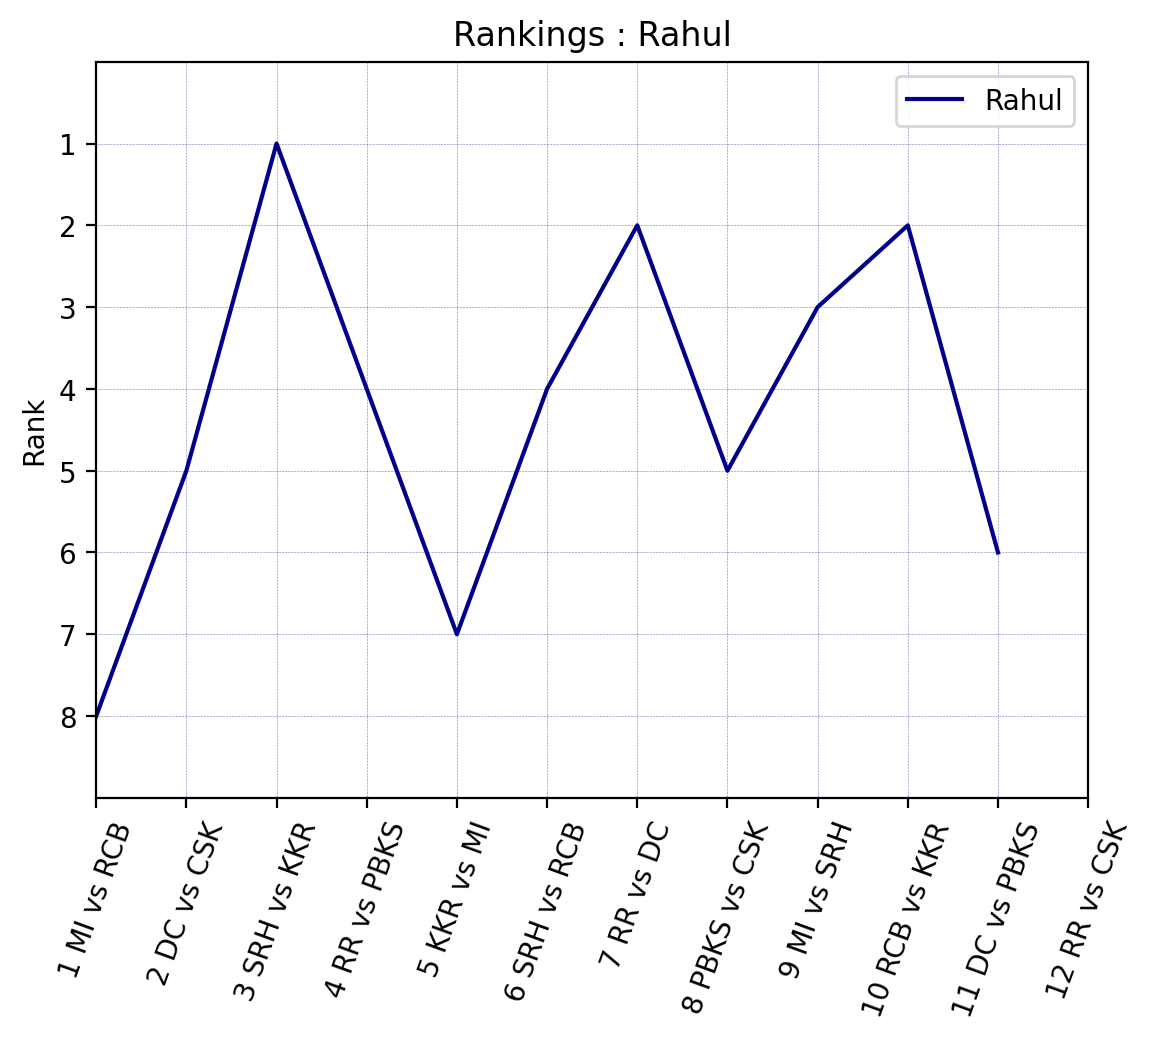 Rankings : Rahul
Rahul
Rank
1
2
3
4
5
6
7
8
1 MI vs RCB
2 DC vs CSK
3 SRH vs KKR
4 RR vs PBKS
5 KKR vs MI
6 SRH vs RCB
7 RR vs DC
8 PBKS vs CSK
9 MI vs SRH
10 RCB vs KKR
11 DC vs PBKS
12 RR vs CSK